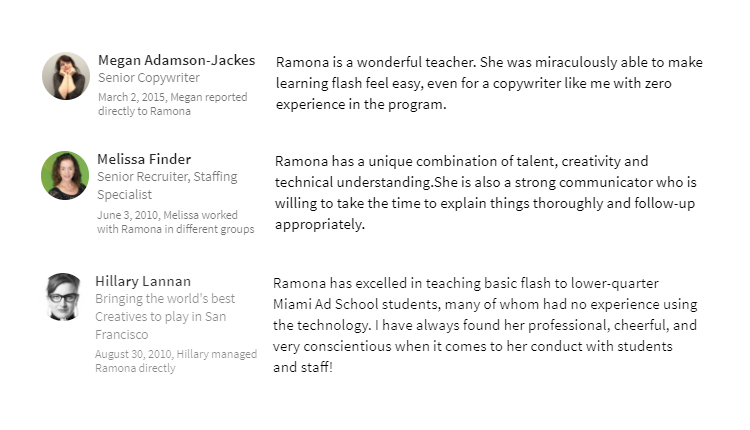 Megan Adamson-Jackes
Senior Copywriter
March 2, 2015, Megan reported
directly to Ramona
Ramona is a wonderful teacher. She was miraculously able to make
learning flash feel easy, even for a copywriter like me with zero
experience in the program.
Melissa Finder
Senior Recruiter, Staffing
Specialist
June 3, 2010, Melissa worked
with Ramona in different groups
Ramona has a unique combination of talent, creativity and
technical understanding.She is also a strong communicator who is
willing to take the time to explain things thoroughly and follow-up
appropriately.
Hillary Lannan
Bringing the world's best
Creatives to play in San
Francisco
August 30, 2010, Hillary managed
Ramona directly
Ramona has excelled in teaching basic flash to lower-quarter
Miami Ad School students, many of whom had no experience using
the technology. I have always found her professional, cheerful, and
very conscientious when it comes to her conduct with students
and staff!